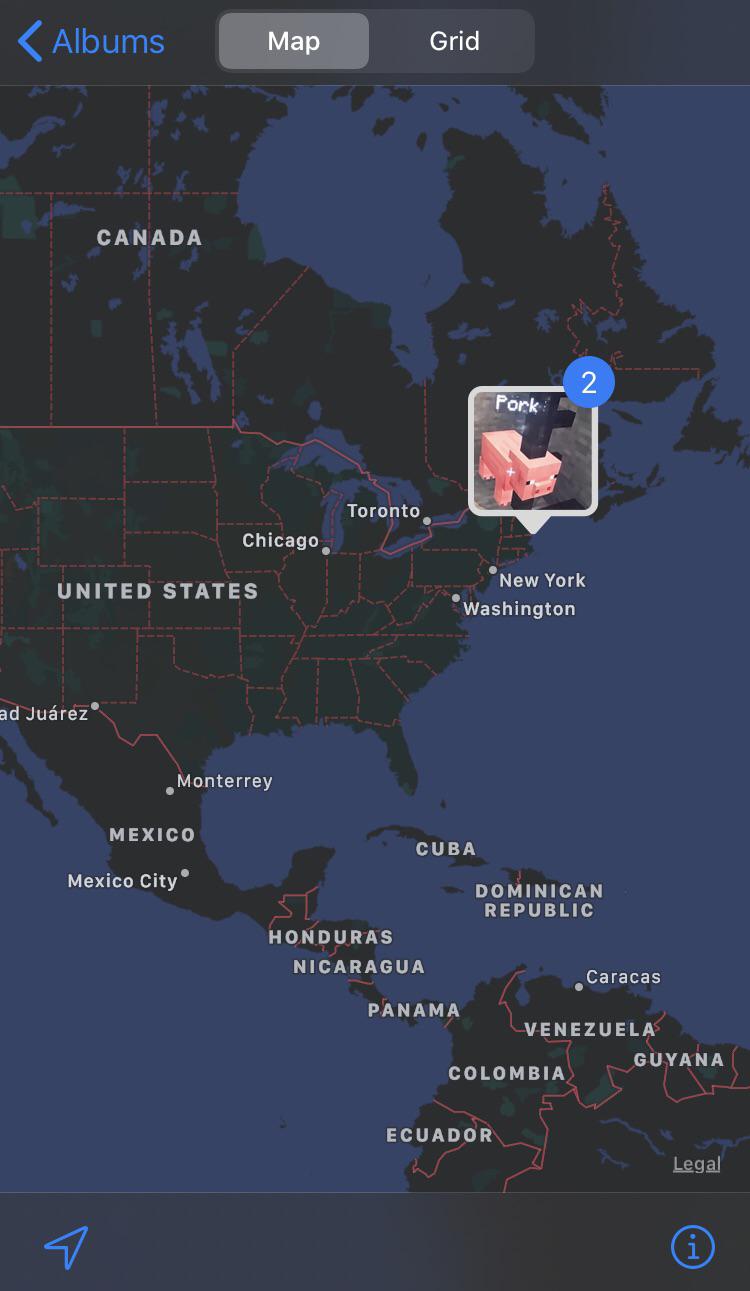 Albums
Map
Grid
CANADA
2
Pork
Toronto
Chicago
UNITED STATES
New York
Washington
ad Juárez
Monterrey
MEXICO
CUBA
Mexico City
DOMINICAN
REPUBLIC
HONDURAS
NICARAGUA
Caracas
PANAMA
VENEZUELA
GUYANA
COLOMBIA
ECUADOR
Legal